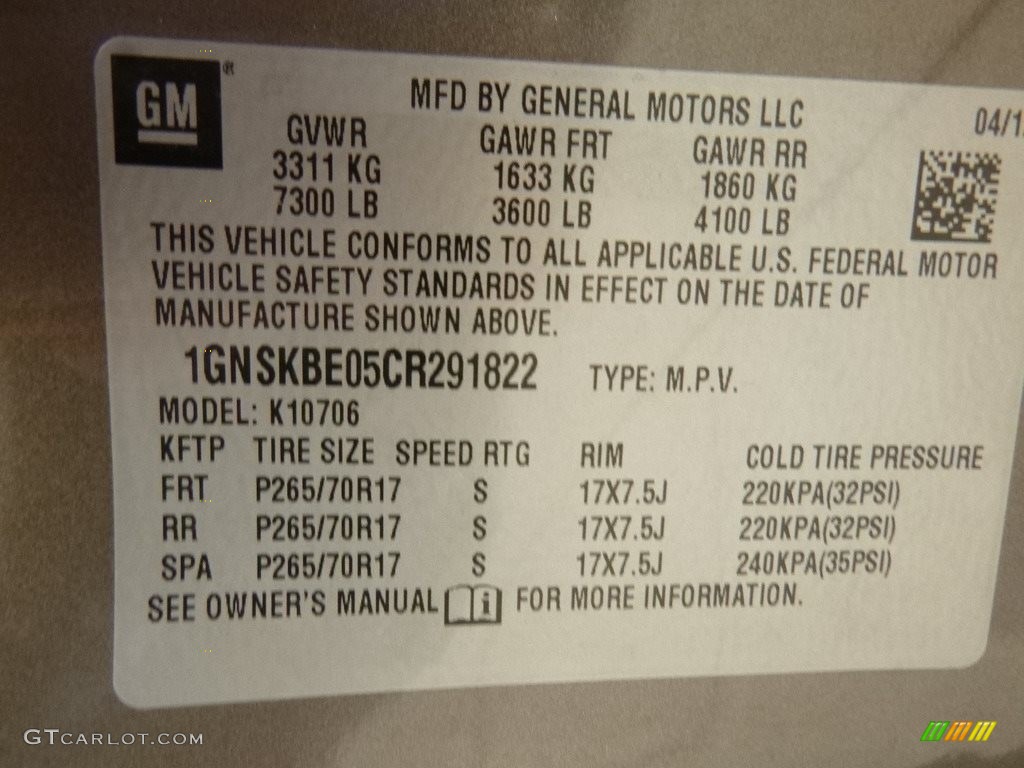 GM®
MFD BY GENERAL MOTORS LLC
04/1
GVWR GAWR FRT GAWR RR
3311 KG 1633 KG 1860 KG
7300 LB 3600 LB 4100 LB
THIS VEHICLE CONFORMS TO ALL APPLICABLE U.S. FEDERAL MOTOR
VEHICLE SAFETY STANDARDS IN EFFECT ON THE DATE OF
MANUFACTURE SHOWN ABOVE.
1GNSKBE05CR291822 TYPE: M.P.V.
MODEL: K10706
KFTP TIRE SIZE SPEED RTG RIM COLD TIRE PRESSURE
FRT P265/70R17 S 17X7.5J 220KPA(32PSI)
RR P265/70R17 S 17X7.5J 220KPA(32PSI)
SPA P265/70R17 S 17X7.5J 240KPA(35PSI)
SEE OWNER'S MANUAL i FOR MORE INFORMATION.
GTCARLOT.COM